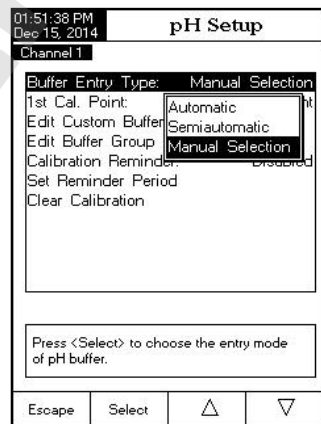 01:51:38 PM
Dec 15, 2014
pH Setup
Channel 1
Buffer Entry Type: Manual Selection
1st Cal. Point:
Edit Custom Buffer
Edit Buffer Group
Calibration Reminder: Disabled
Set Reminder Period
Clear Calibration
Automatic
Semiautomatic
Manual Selection
Press <Select> to choose the entry mode
of pH buffer.
Escape Select △ ▽